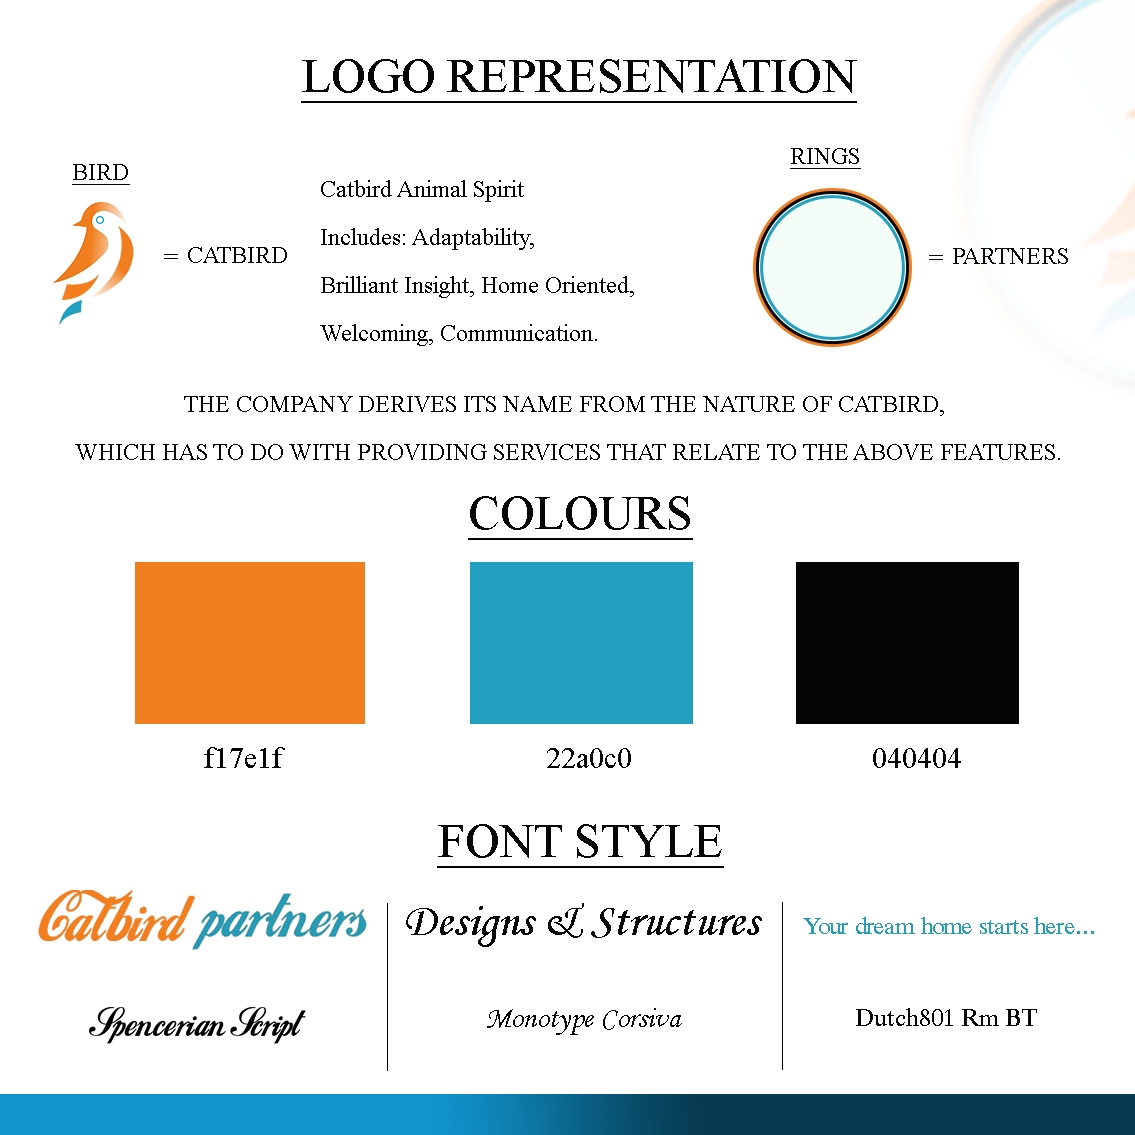 LOGO REPRESENTATION
BIRD
= CATBIRD
Catbird Animal Spirit
Includes: Adaptability,
Brilliant Insight, Home Oriented,
Welcoming, Communication.
RINGS
= PARTNERS
THE COMPANY DERIVES ITS NAME FROM THE NATURE OF CATBIRD,
WHICH HAS TO DO WITH PROVIDING SERVICES THAT RELATE TO THE ABOVE FEATURES.
COLOURS
f17e1f
22a0c0
040404
FONT STYLE
Catbird partners
Designs & Structures
Your dream home starts here...
Spencerian Script
Monotype Corsiva
Dutch801 Rm BT